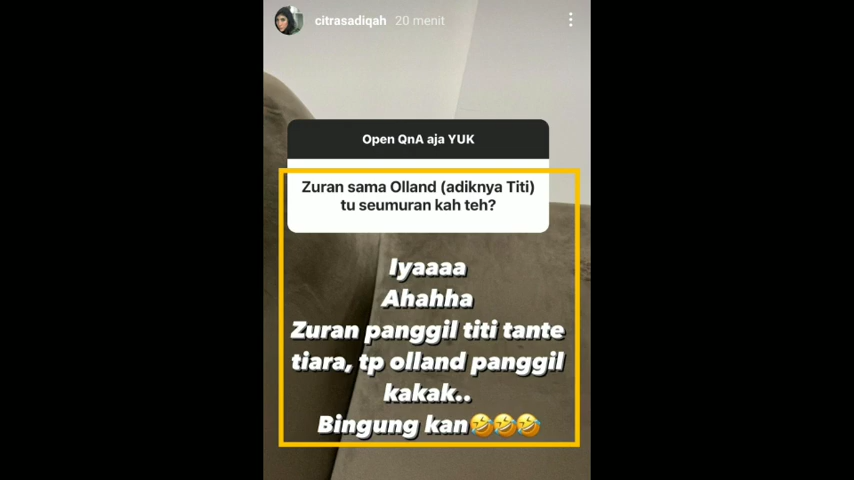 citrasadiqah 20 menit
Open QnA aja YUK
Zuran sama Olland (adiknya Titi)
tu seumuran kah teh?
Iyaaaa
Ahahha
Zuran panggil titi tante
tiara, tp olland panggil
kakak..
Bingung kan🤣🤣🤣